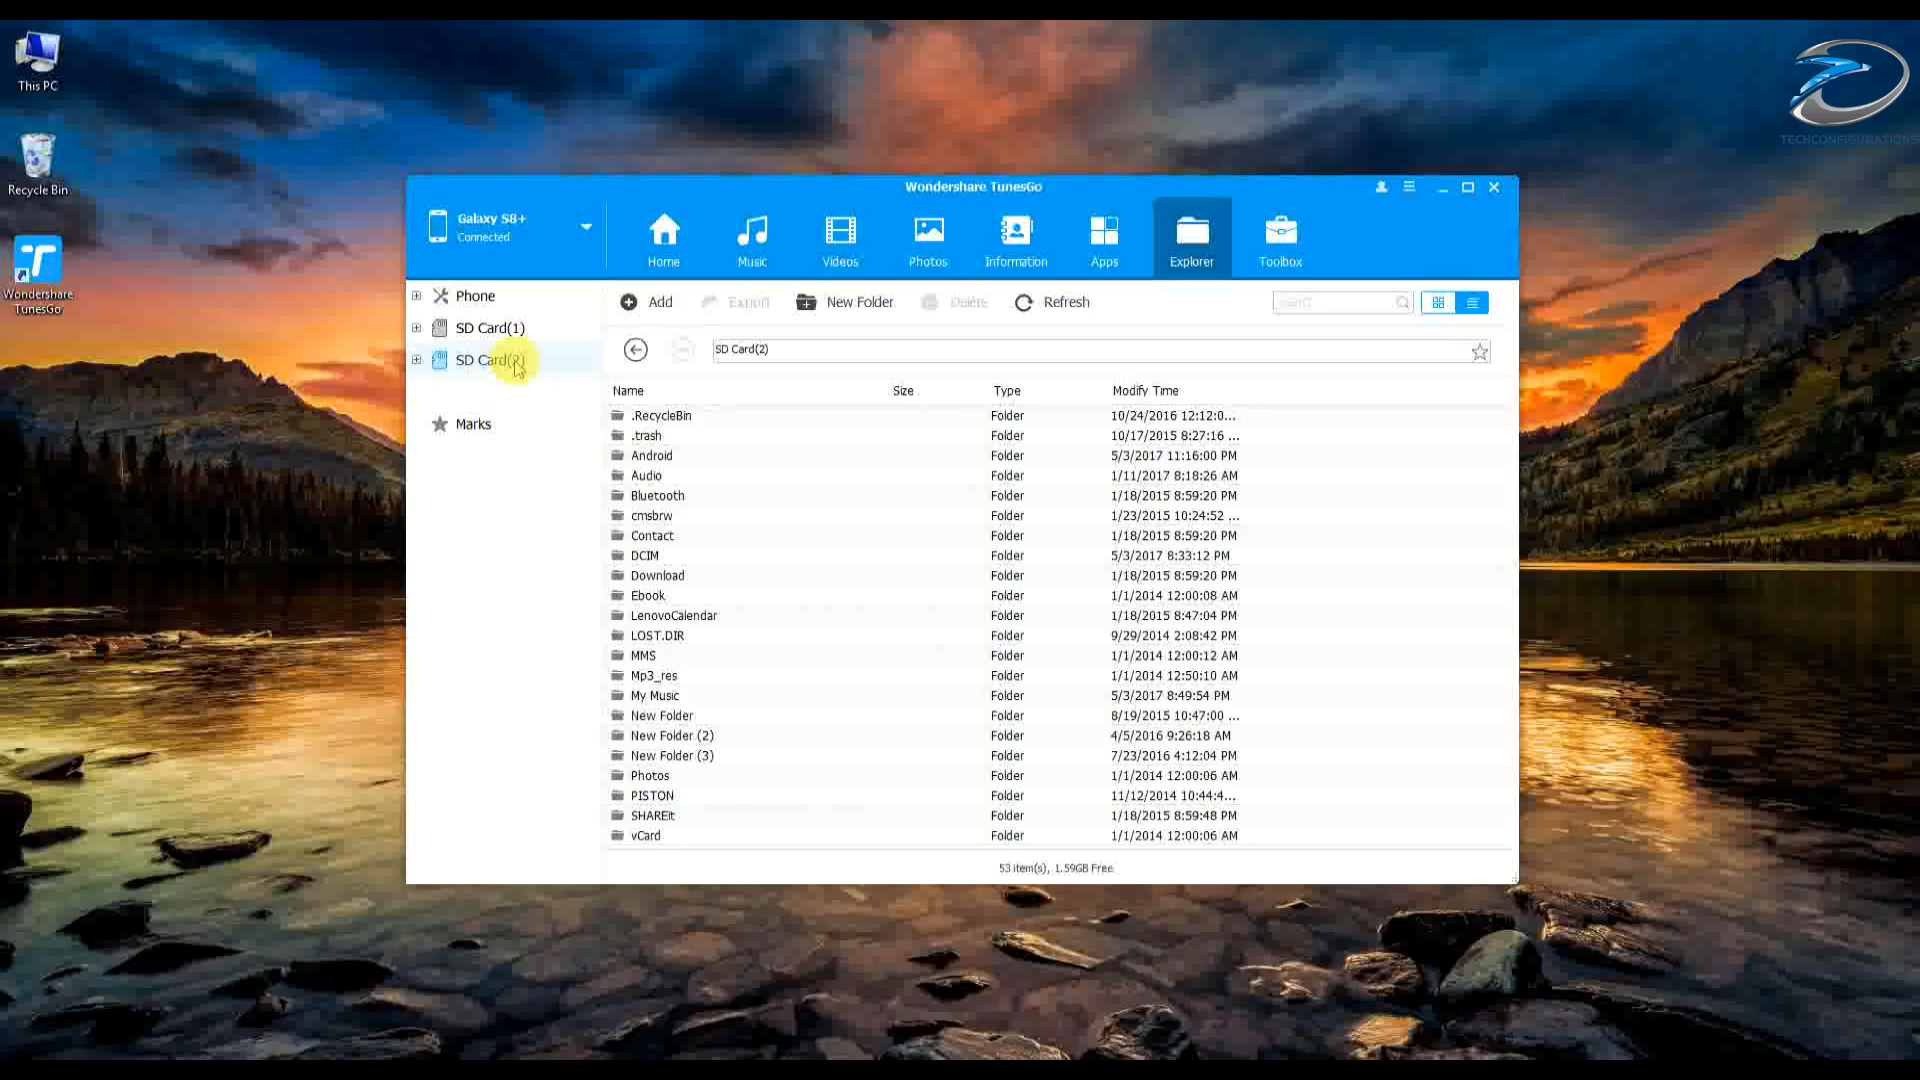 This PC
Recycle Bin
Wondershare
TunesGo
TECHCONFIGURATIONS
Wondershare TunesGo
Galaxy S8+
Connected
Home
Music
Videos
Photos
Information
Apps
Explorer
Toolbox
Phone
SD Card(1)
SD Card(2)
Marks
Add
Export
New Folder
Delete
Refresh
SD Card(2)
Name Size Type Modify Time
.RecycleBin Folder 10/24/2016 12:12:0...
.trash Folder 10/17/2015 8:27:16 ...
Android Folder 5/3/2017 11:16:00 PM
Audio Folder 1/11/2017 8:18:26 AM
Bluetooth Folder 1/18/2015 8:59:20 PM
cmsbrw Folder 1/23/2015 10:24:52 ...
Contact Folder 1/18/2015 8:59:20 PM
DCIM Folder 5/3/2017 8:33:12 PM
Download Folder 1/18/2015 8:59:20 PM
Ebook Folder 1/1/2014 12:00:08 AM
LenovoCalendar Folder 1/18/2015 8:47:04 PM
LOST.DIR Folder 9/29/2014 2:08:42 PM
MMS Folder 1/1/2014 12:00:12 AM
Mp3_res Folder 1/1/2014 12:50:10 AM
My Music Folder 5/3/2017 8:49:54 PM
New Folder Folder 8/19/2015 10:47:00 ...
New Folder (2) Folder 4/5/2016 9:26:18 AM
New Folder (3) Folder 7/23/2016 4:12:04 PM
Photos Folder 1/1/2014 12:00:06 AM
PISTON Folder 11/12/2014 10:44:4...
SHAREit Folder 1/18/2015 8:59:48 PM
vCard Folder 1/1/2014 12:00:06 AM
53 item(s), 1.59GB Free